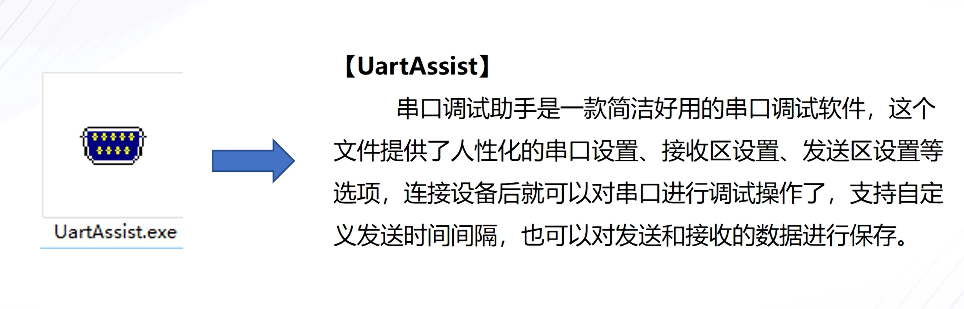 【UartAssist】
串口调试助手是一款简洁好用的串口调试软件，这个
文件提供了人性化的串口设置、接收区设置、发送区设置等
选项，连接设备后就可以对串口进行调试操作了，支持自定
义发送时间间隔，也可以对发送和接收的数据进行保存。
UartAssist.exe